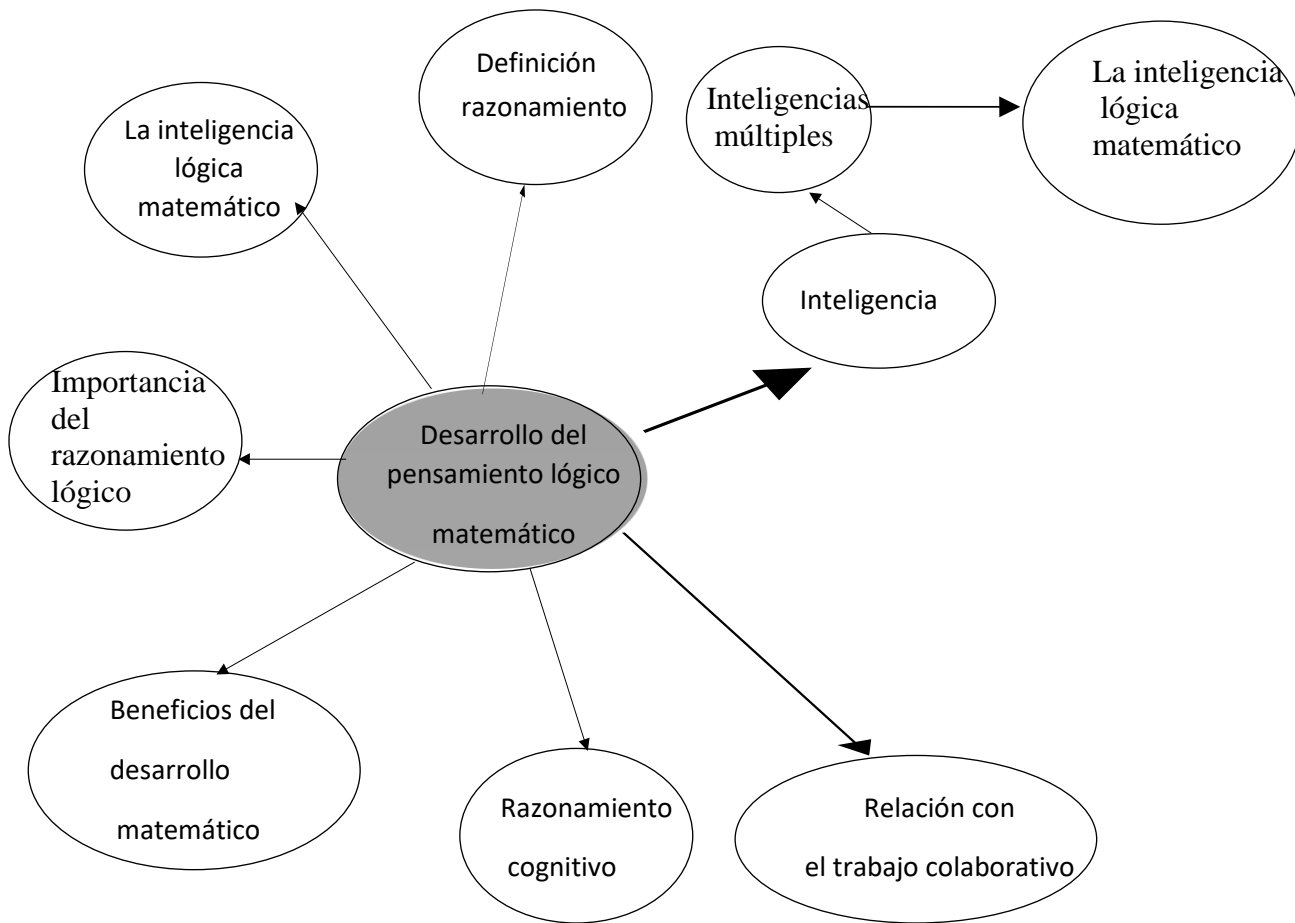 Definición
razonamiento
La inteligencia
lógica
matemático
Inteligencias
múltiples
La inteligencia
lógica
matemático
Inteligencia
Importancia
del
razonamiento
lógico
Desarrollo del
pensamiento lógico
matemático
Beneficios del
desarrollo
matemático
Razonamiento
cognitivo
Relación con
el trabajo colaborativo